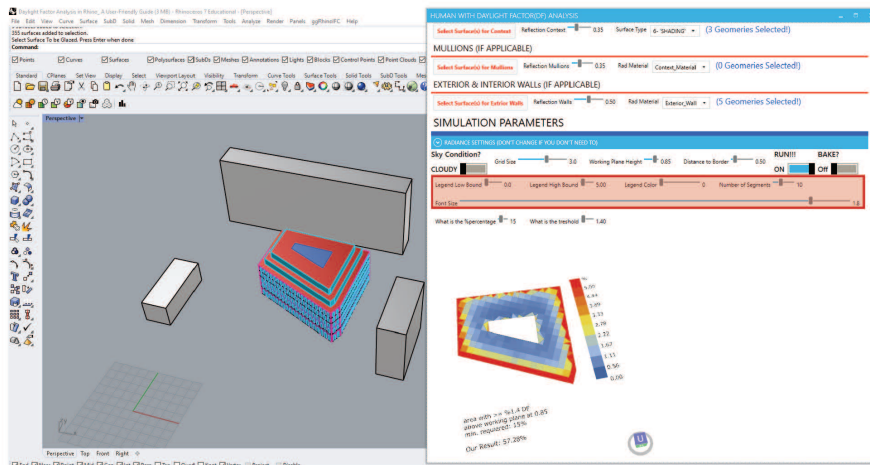 Daylight Factor Analysis in Rhino_ A User-Friendly Guide (3 MB) - Rhinoceros 7 Educational - [Perspective]
File Edit View Curve Surface SubD Solid Mesh Dimension Transform Tools Analyze Render Panels ggRhinoIFC Help
355 surfaces added to selection.
Select Surface To be Glazed. Press Enter when done
Command:
Points Curves Surfaces Polysurfaces SubDs Meshes Annotations Lights Blocks Control Points Point Clouds
Standard CPlanes Set View Display Select Viewport Layout Visibility Transform Curve Tools Surface Tools Solid Tools SubD Tools
Perspective
Perspective Top Front Right
HUMAN WITH DAYLIGHT FACTOR(DF) ANALYSIS
Select Surface(s) for Context Reflection Context 0.35 Surface Type 6- 'SHADING' (3 Geomeries Selected!)
MULLIONS (IF APPLICABLE)
Select Surface(s) for Mullions Reflection Mullions 0.35 Rad Material Context_Material (0 Geomeries Selected!)
EXTERIOR & INTERIOR WALLs (IF APPLICABLE)
Select Surface(s) for Extrior Walls Reflection Walls 0.50 Rad Material Exterior_Wall (5 Geomeries Selected!)
SIMULATION PARAMETERS
RADIANCE SETTINGS (DON'T CHANGE IF YOU DON'T NEED TO)
Sky Condition? Grid Size 3.0 Working Plane Height 0.85 Distance to Border 0.50 RUN!!! BAKE?
CLOUDY ON Off
Legend Low Bound 0.0 Legend High Bound 5.00 Legend Color 0 Number of Segments 10
Font Size 1.8
What is the %percentage 15 What is the treshold 1.40
%
5.00
4.44
3.89
3.33
2.78
2.22
1.67
1.11
0.56
0.00
area with >= %1.4 DF
above working plane at 0.85
min. required: 15%
Our Result: 57.28%
U